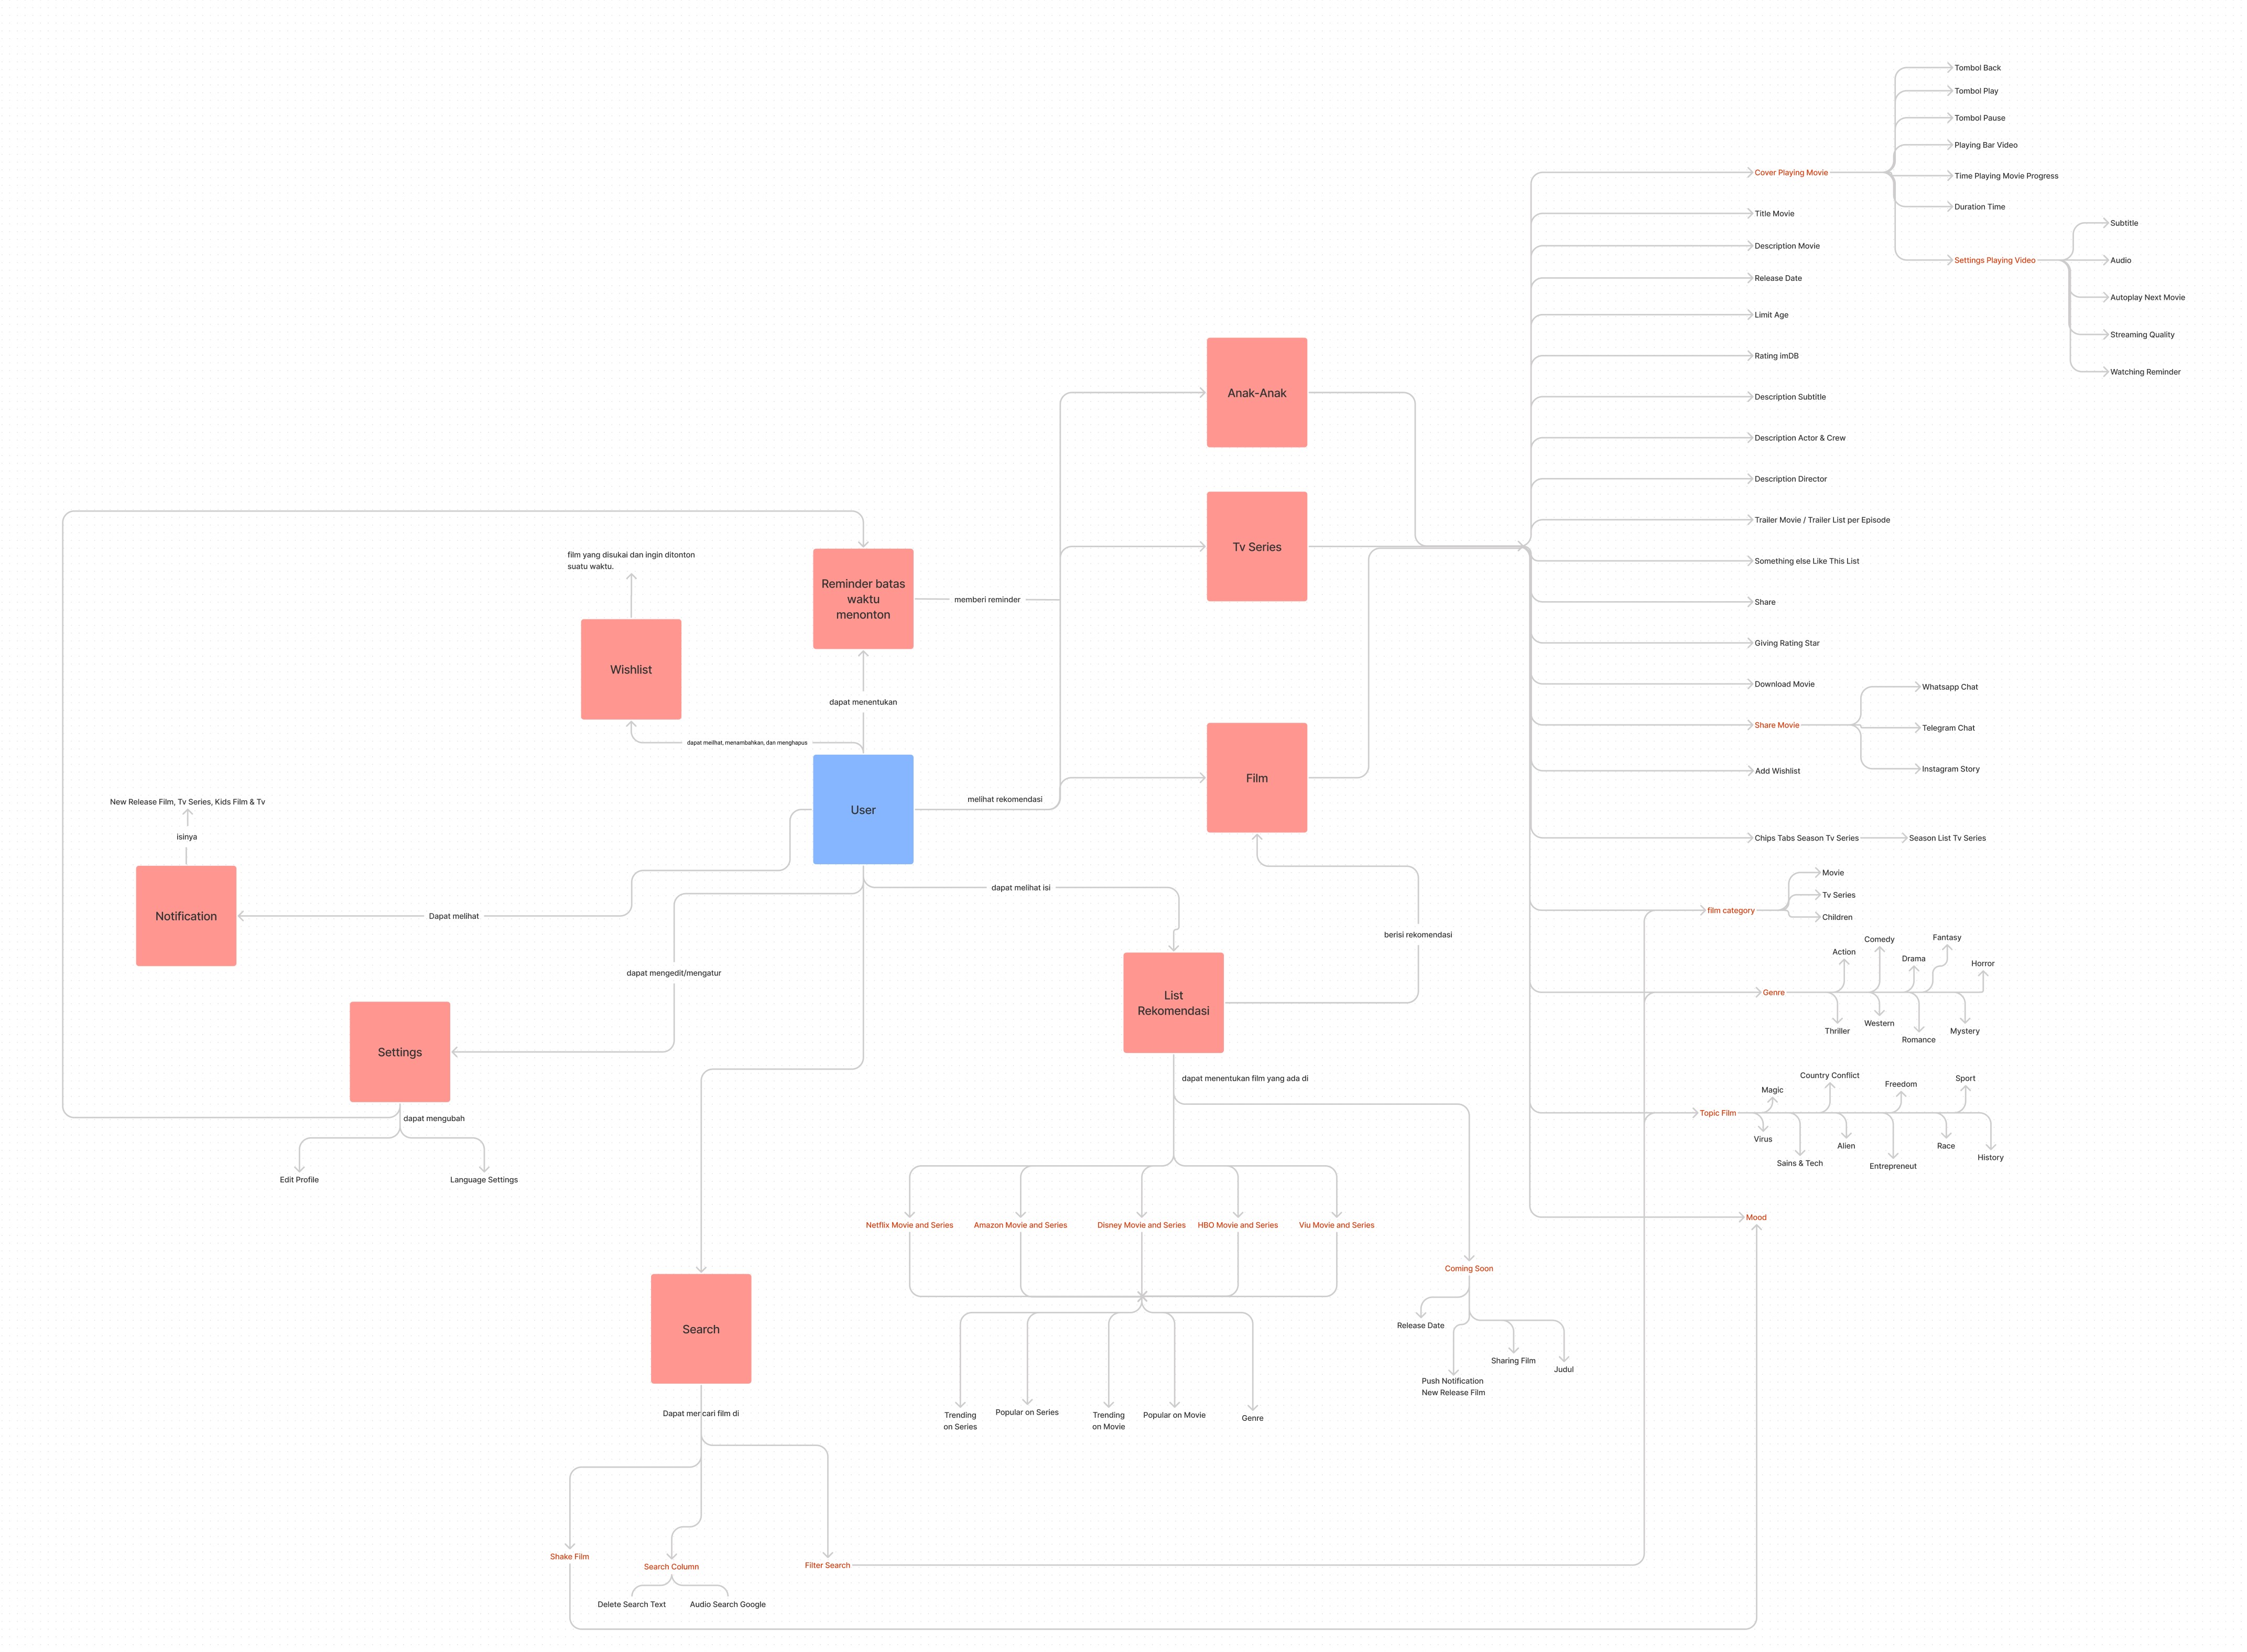 Tombol Back
Tombol Play
Tombol Pause
Playing Bar Video
Cover Playing Movie
Time Playing Movie Progress
Duration Time
Title Movie
Subtitle
Description Movie
Settings Playing Video
Audio
Release Date
Autoplay Next Movie
Limit Age
Streaming Quality
Rating imDB
Watching Reminder
Anak-Anak
Description Subtitle
Description Actor & Crew
Description Director
Trailer Movie / Trailer List per Episode
Tv Series
film yang disukai dan ingin ditonton
suatu waktu.
Something else Like This List
Reminder batas
waktu
menonton
memberi reminder
Share
Giving Rating Star
Wishlist
Download Movie
Whatsapp Chat
dapat menentukan
Share Movie
Telegram Chat
dapat meilhat, menambahkan, dan menghapus
Add Wishlist
Instagram Story
Film
New Release Film, Tv Series, Kids Film & Tv
melihat rekomendasi
User
isinya
Chips Tabs Season Tv Series
Season List Tv Series
Movie
dapat melihat isi
Tv Series
film category
Children
Notification
Dapat melihat
berisi rekomendasi
Action
Comedy
Drama
Fantasy
Horror
dapat mengedit/mengatur
Genre
List
Rekomendasi
Thriller
Western
Romance
Mystery
Settings
dapat menentukan film yang ada di
Magic
Country Conflict
Freedom
Sport
dapat mengubah
Topic Film
Virus
Sains & Tech
Alien
Entrepreneut
Race
History
Edit Profile
Language Settings
Netflix Movie and Series
Amazon Movie and Series
Disney Movie and Series
HBO Movie and Series
Viu Movie and Series
Mood
Coming Soon
Search
Release Date
Sharing Film
Judul
Push Notification
New Release Film
Dapat mencari film di
Trending
on Series
Popular on Series
Trending
on Movie
Popular on Movie
Genre
Shake Film
Search Column
Filter Search
Delete Search Text
Audio Search Google